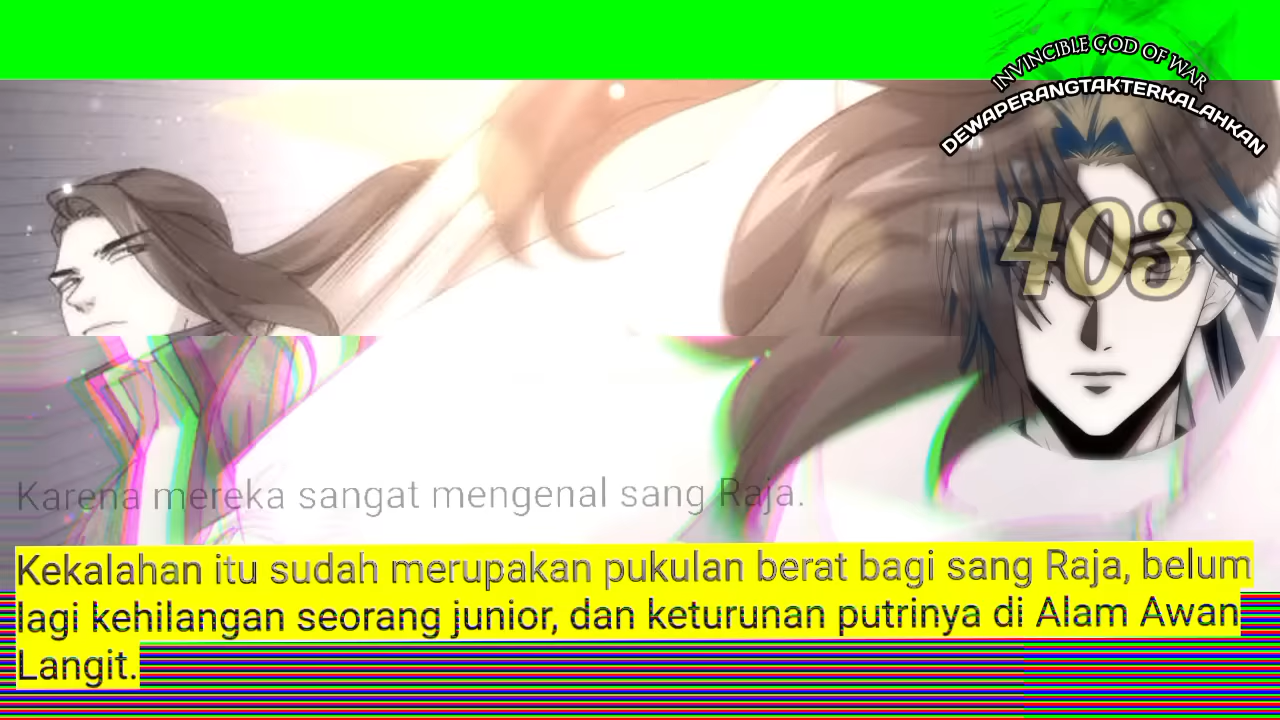 INVINCIBLE GOD OF WAR
DEWAPERANGTAKTERKALAHKAN
403
Karena mereka sangat mengenal sang Raja.
Kekalahan itu sudah merupakan pukulan berat bagi sang Raja, belum
lagi kehilangan seorang junior, dan keturunan putrinya di Alam Awan
Langit.